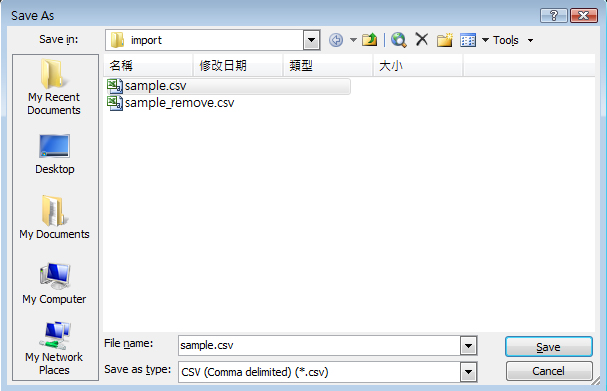 Save As
Save in: import Tools
名稱 修改日期 類型 大小
sample.csv
sample_remove.csv
My Recent
Documents
Desktop
My Documents
My Computer
My Network
Places
File name: sample.csv Save
Save as type: CSV (Comma delimited) (*.csv) Cancel